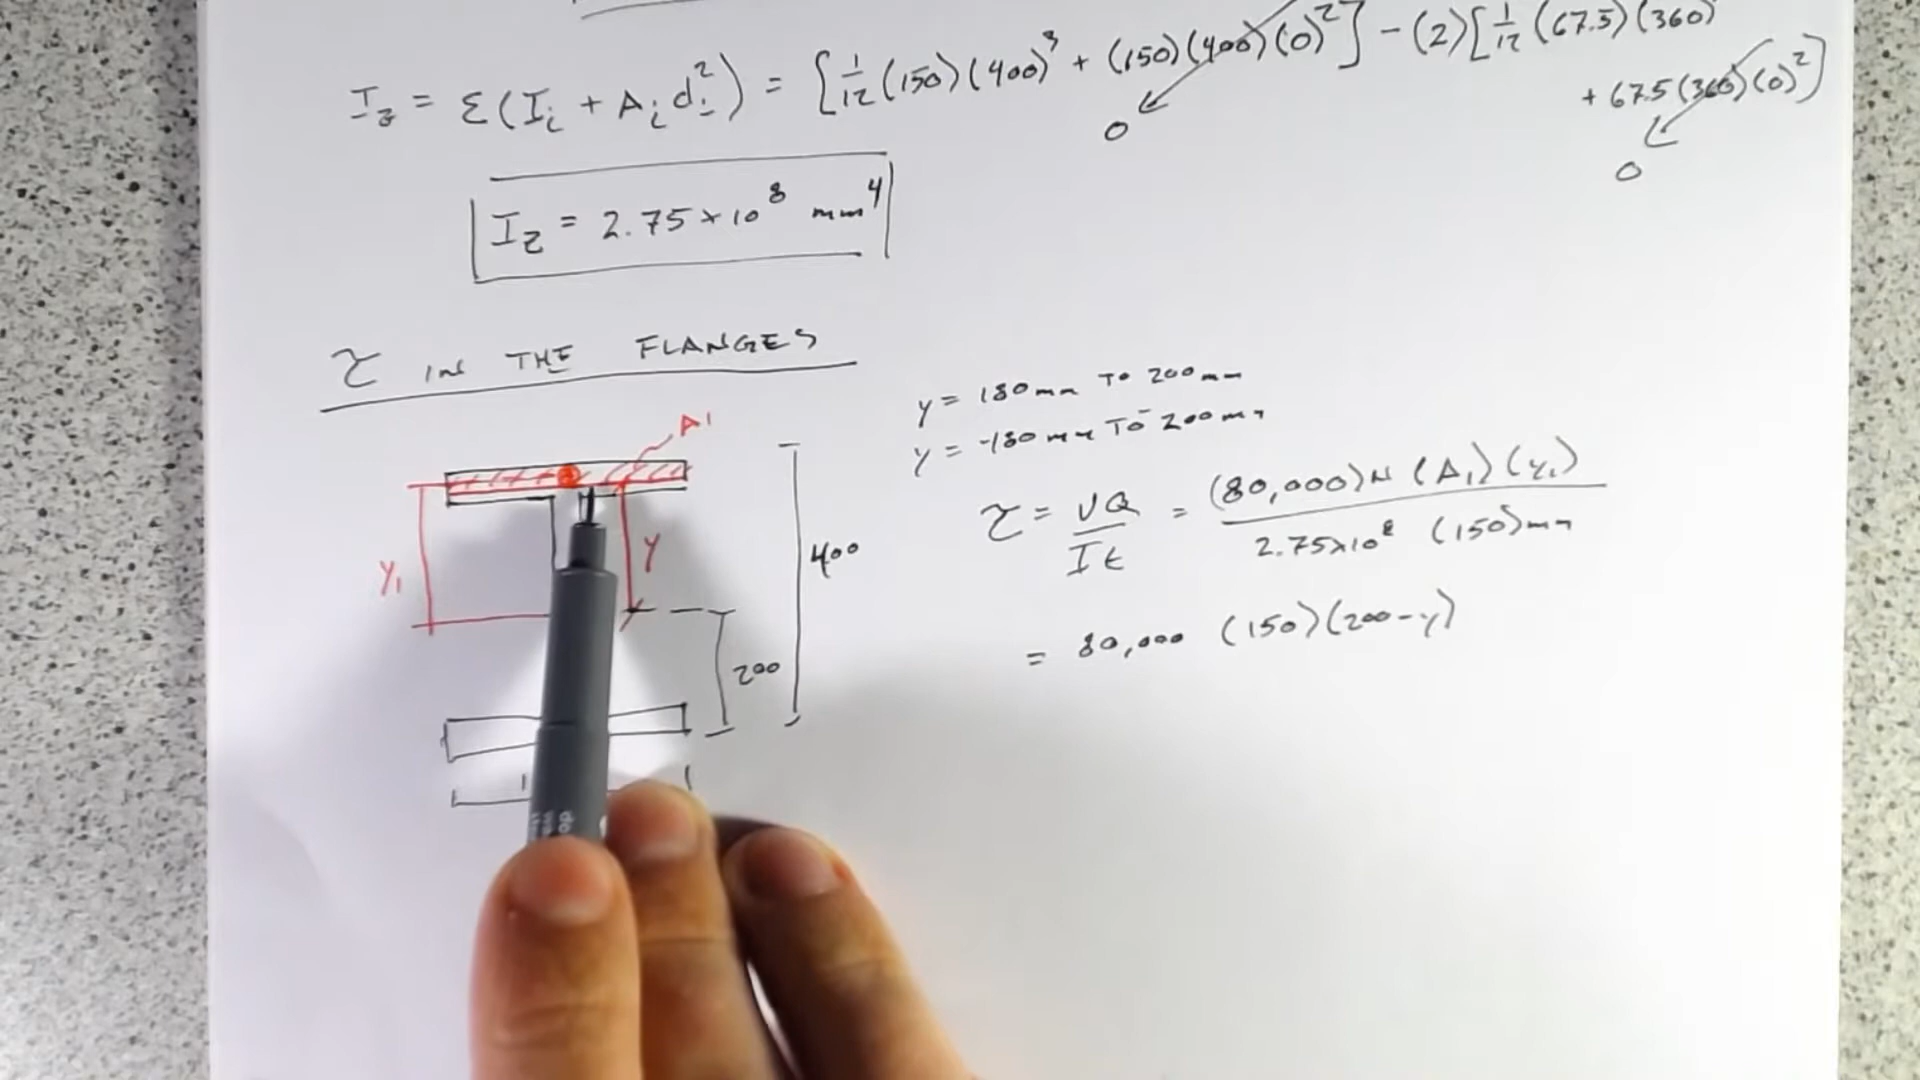 I_z = Σ(I_i + A_i d_i²) = [1/12 (150)(400)³ + (150)(400)(0)²] - (2)[1/12 (67.5)(360)
+ 67.5(360)(0)²]
0
0
I_z = 2.75×10⁸ mm⁴
τ IN THE FLANGES
y = 180mm TO 200mm
y = -180mm TO -200mm
A1
τ = VQ/It = (80,000)N (A₁)(y₁) / 2.75×10⁸ (150)mm
y₁
y
400
= 80,000 (150)(200-y)
200